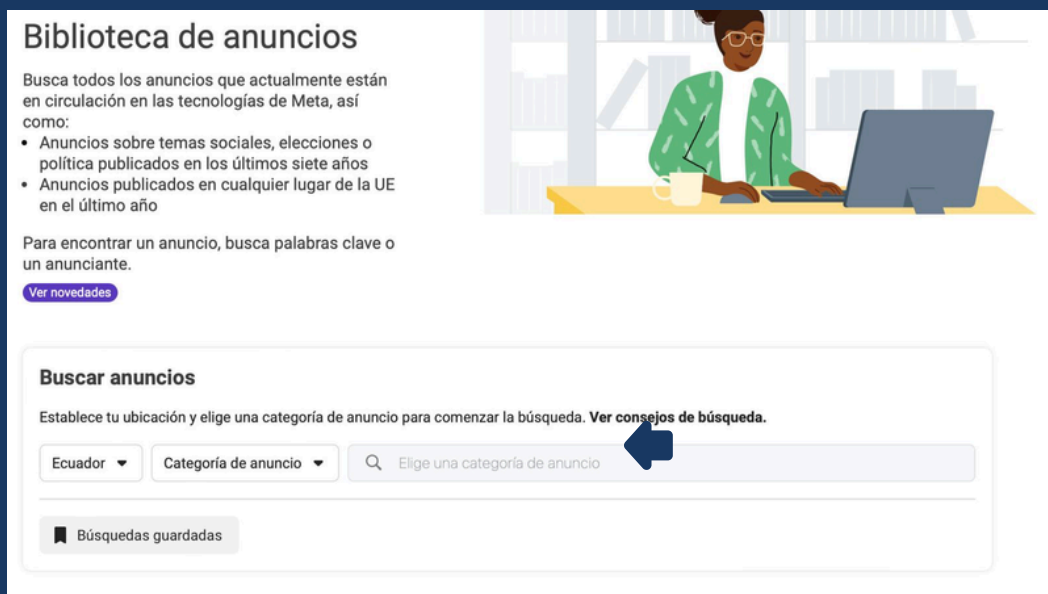 Biblioteca de anuncios
Busca todos los anuncios que actualmente están
en circulación en las tecnologías de Meta, así
como:
• Anuncios sobre temas sociales, elecciones o
política publicados en los últimos siete años
• Anuncios publicados en cualquier lugar de la UE
en el último año
Para encontrar un anuncio, busca palabras clave o
un anunciante.
Ver novedades
Buscar anuncios
Establece tu ubicación y elige una categoría de anuncio para comenzar la búsqueda. Ver consejos de búsqueda.
Ecuador Categoría de anuncio Elige una categoría de anuncio
Búsquedas guardadas